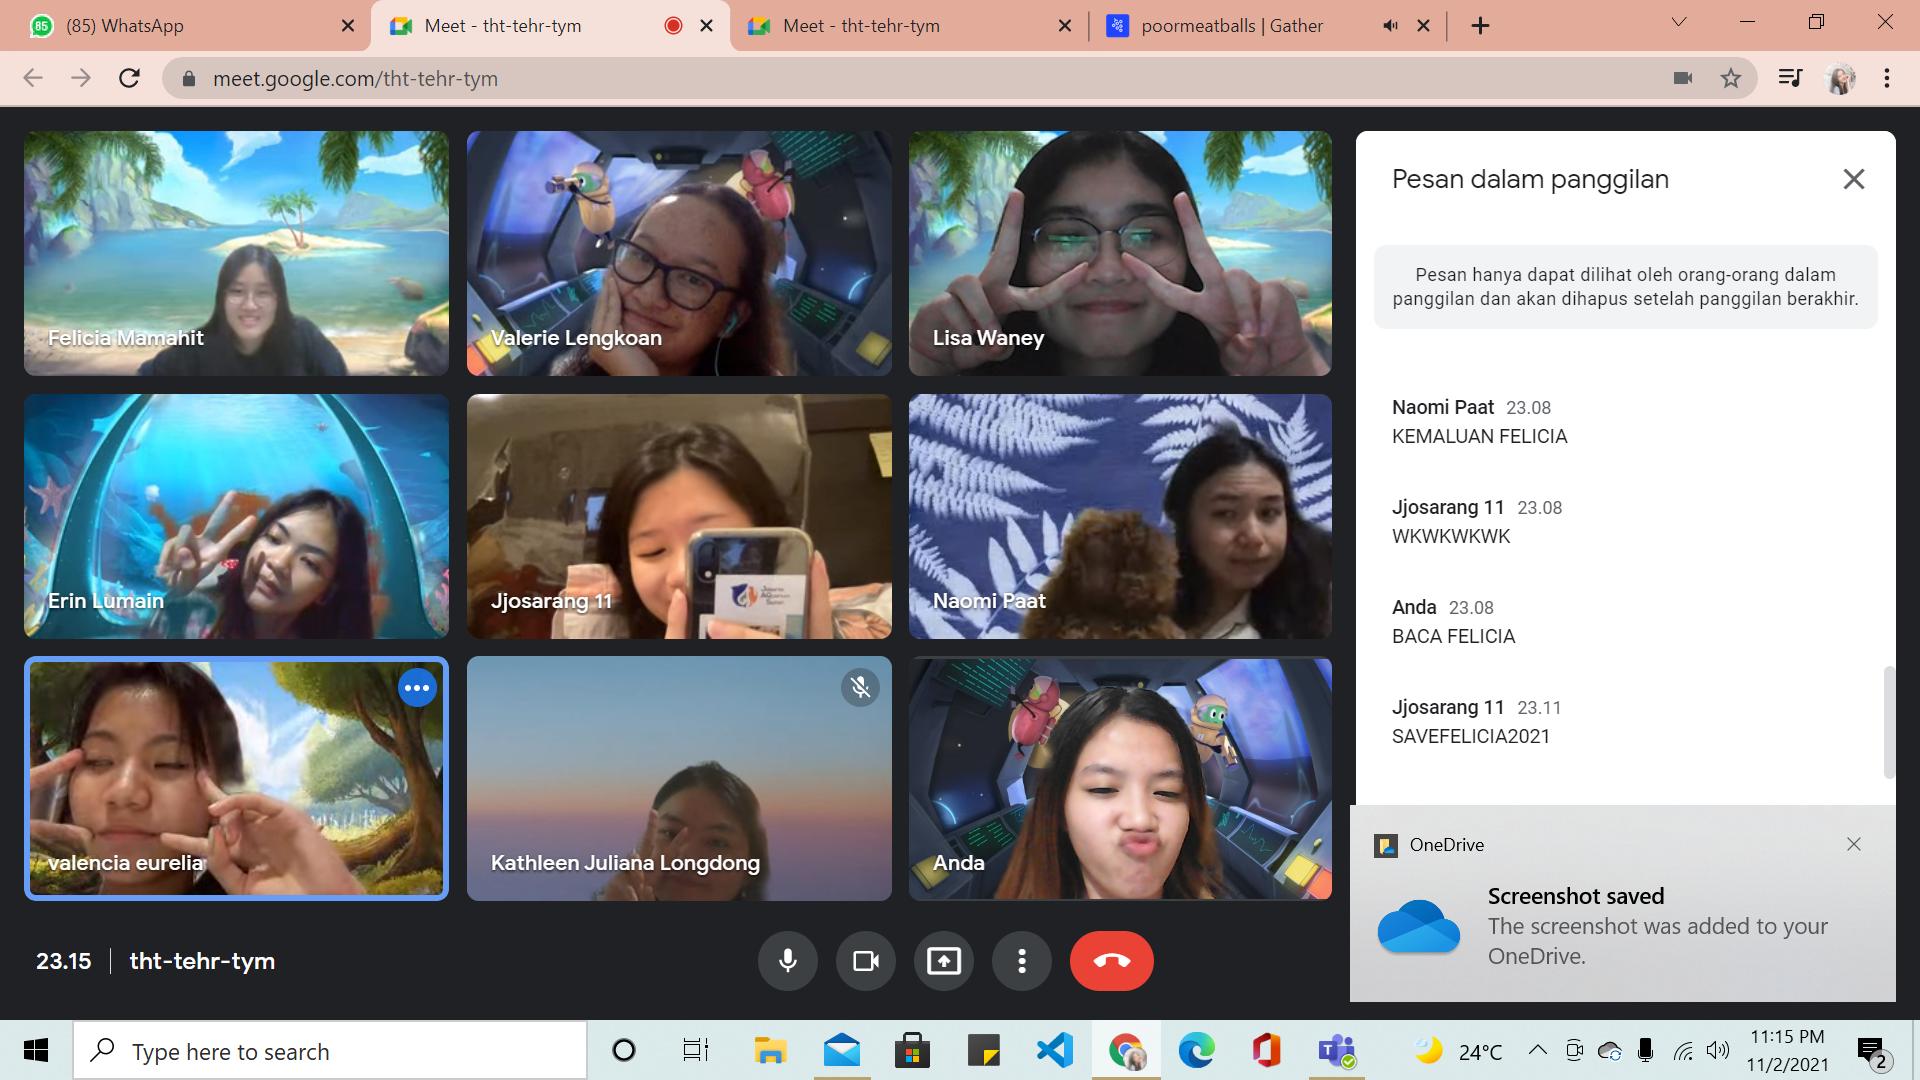 (85) WhatsApp
Meet - tht-tehr-tym
Meet - tht-tehr-tym
poormeatballs | Gather
meet.google.com/tht-tehr-tym
Felicia Mamahit
Valerie Lengkoan
Lisa Waney
Erin Lumain
Jjosarang 11
Naomi Paat
valencia eurelia
Kathleen Juliana Longdong
Anda
Pesan dalam panggilan
Pesan hanya dapat dilihat oleh orang-orang dalam
panggilan dan akan dihapus setelah panggilan berakhir.
Naomi Paat 23.08
KEMALUAN FELICIA
Jjosarang 11 23.08
WKWKWKWK
Anda 23.08
BACA FELICIA
Jjosarang 11 23.11
SAVEFELICIA2021
OneDrive
Screenshot saved
The screenshot was added to your
OneDrive.
23.15 | tht-tehr-tym
Type here to search
24°C
11:15 PM
11/2/2021
2